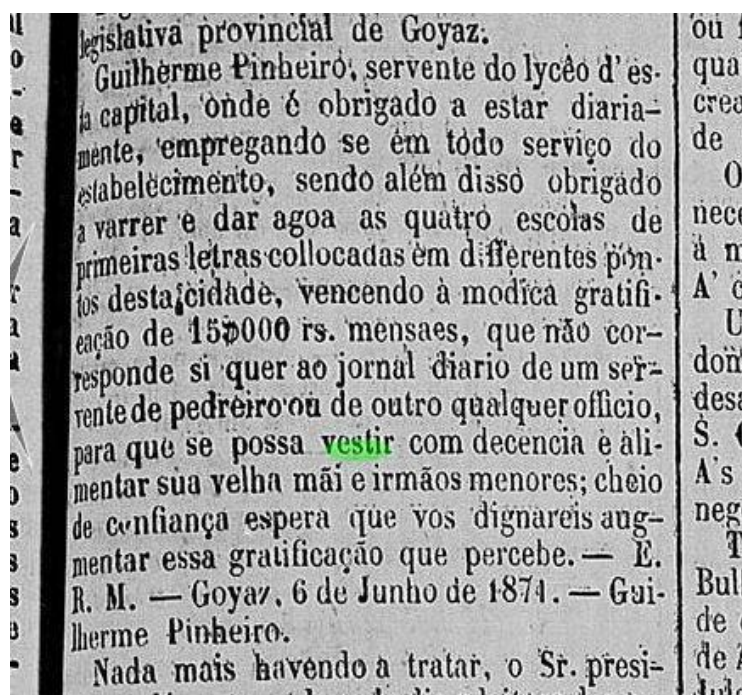 legislativa provincial de Goyaz.
Guilherme Pinheiro, servente do lycêo d'es-
ta capital, onde é obrigado a estar diaria-
mente, empregando se em todo serviço do
estabelecimento, sendo além disso obrigado
a varrer e dar agoa as quatro escolas de
primeiras letras collocadas em differentes pon-
tos desta cidade, vencendo a modica gratifi-
eação de 15$000 rs. mensaes, que não cor-
responde si quer ao jornal diario de um ser-
vente de pedreiro ou de outro qualquer officio,
para que se possa vestir com decencia e ali-
mentar sua velha mãi e irmãos menores; cheio
de confiança espera que vos dignareis aug-
mentar essa gratificação que percebe. — E.
R. M. — Goyaz, 6 de Junho de 1871. — Gui-
lherme Pinheiro.
Nada mais havendo a tratar, o Sr. presi-
ou
qua
crea
de
O
nece
a
A'
U
don
desa
S.
A's
neg
T
Bul
de
de